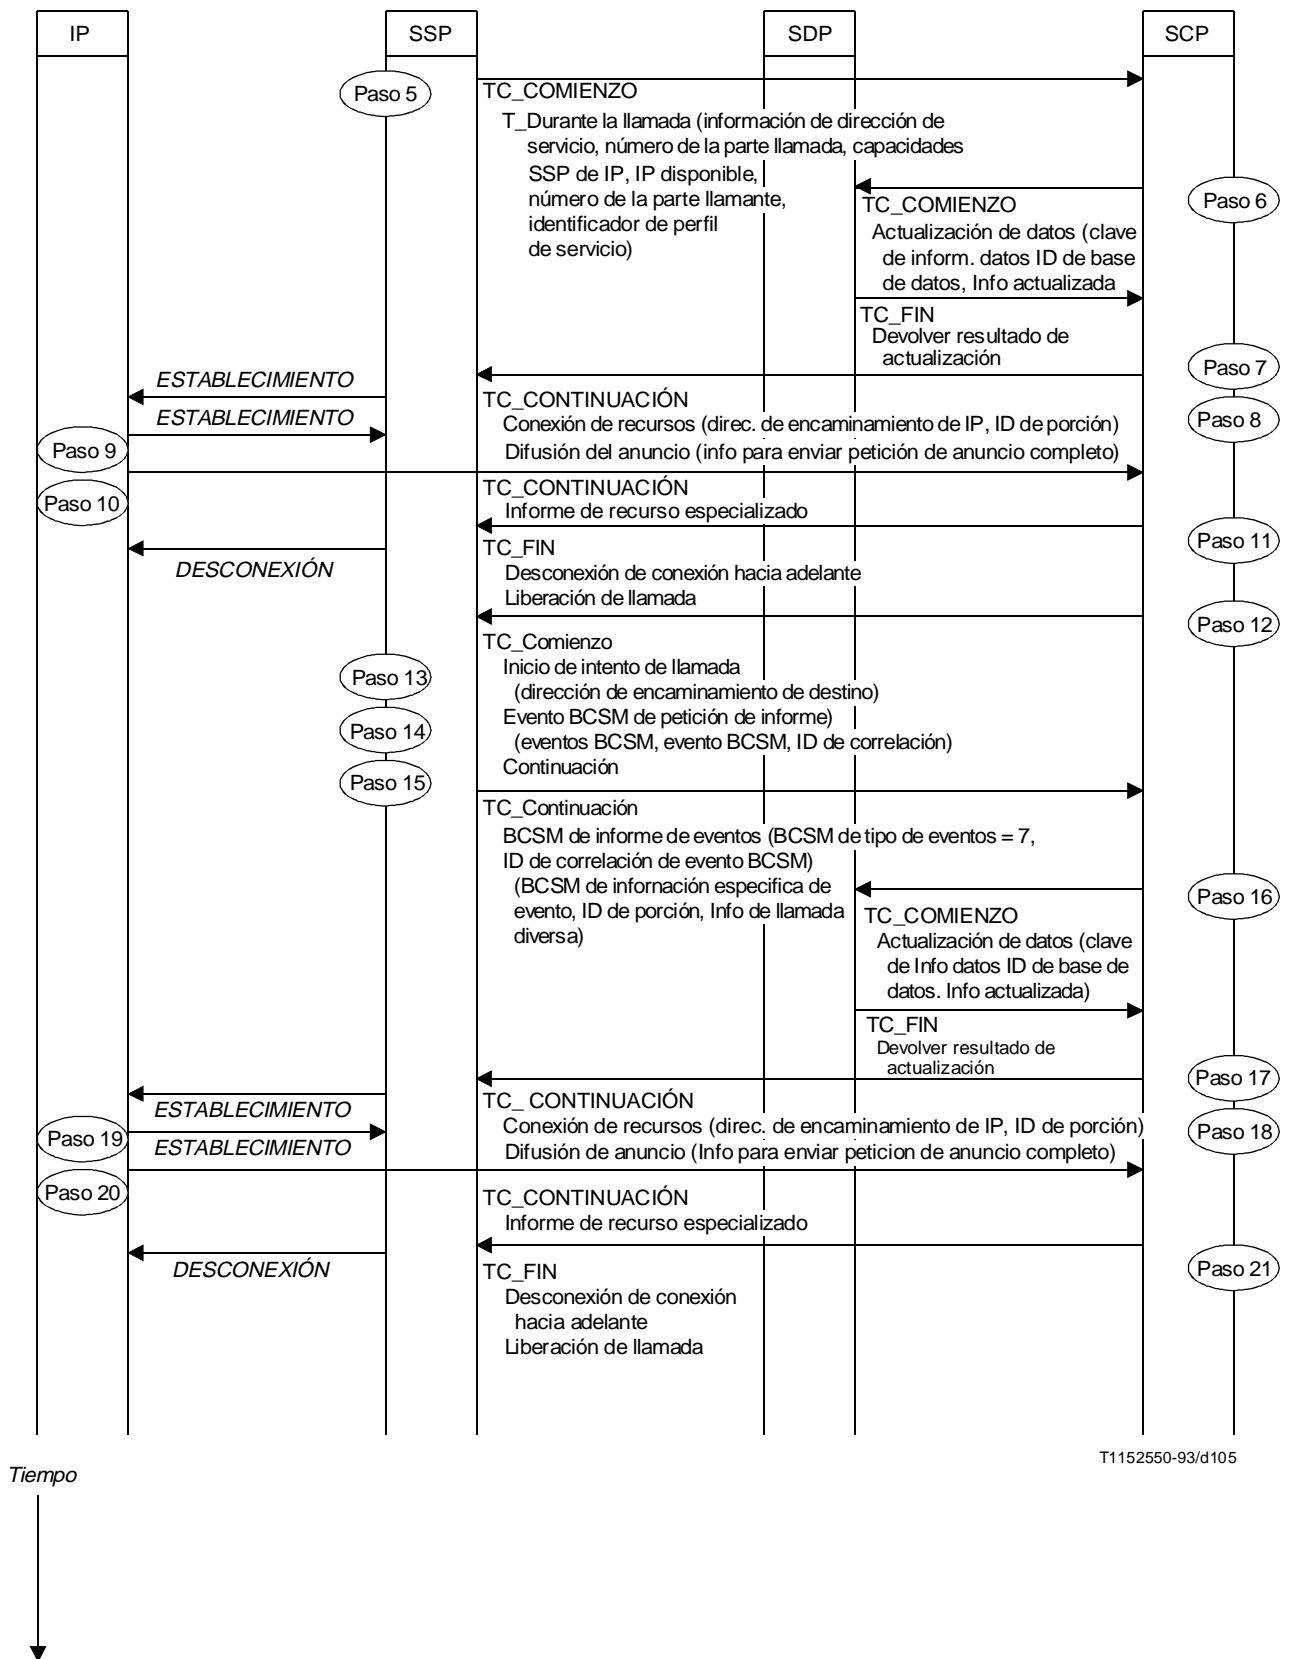 IP
SSP
SDP
SCP
Paso 5
TC_COMIENZO
T_Durante la llamada (información de dirección de
servicio, número de la parte llamada, capacidades
SSP de IP, IP disponible,
número de la parte llamante,
identificador de perfil
de servicio)
Paso 6
TC_COMIENZO
Actualización de datos (clave
de inform. datos ID de base
de datos, Info actualizada
TC_FIN
Devolver resultado de
actualización
Paso 7
ESTABLECIMIENTO
TC_CONTINUACIÓN
Conexión de recursos (direc. de encaminamiento de IP, ID de porción)
Paso 8
ESTABLECIMIENTO
Difusión del anuncio (info para enviar petición de anuncio completo)
Paso 9
Paso 10
TC_CONTINUACIÓN
Informe de recurso especializado
Paso 11
DESCONEXIÓN
TC_FIN
Desconexión de conexión hacia adelante
Liberación de llamada
Paso 12
TC_Comienzo
Inicio de intento de llamada
(dirección de encaminamiento de destino)
Evento BCSM de petición de informe)
(eventos BCSM, evento BCSM, ID de correlación)
Continuación
Paso 13
Paso 14
Paso 15
TC_Continuación
BCSM de informe de eventos (BCSM de tipo de eventos = 7,
ID de correlación de evento BCSM)
(BCSM de infornación especifica de
evento, ID de porción, Info de llamada
diversa)
Paso 16
TC_COMIENZO
Actualización de datos (clave
de Info datos ID de base de
datos. Info actualizada)
TC_FIN
Devolver resultado de
actualización
Paso 17
ESTABLECIMIENTO
TC_ CONTINUACIÓN
Conexión de recursos (direc. de encaminamiento de IP, ID de porción)
Paso 18
Paso 19
ESTABLECIMIENTO
Difusión de anuncio (Info para enviar peticion de anuncio completo)
Paso 20
TC_CONTINUACIÓN
Informe de recurso especializado
Paso 21
DESCONEXIÓN
TC_FIN
Desconexión de conexión
hacia adelante
Liberación de llamada
T1152550-93/d105
Tiempo